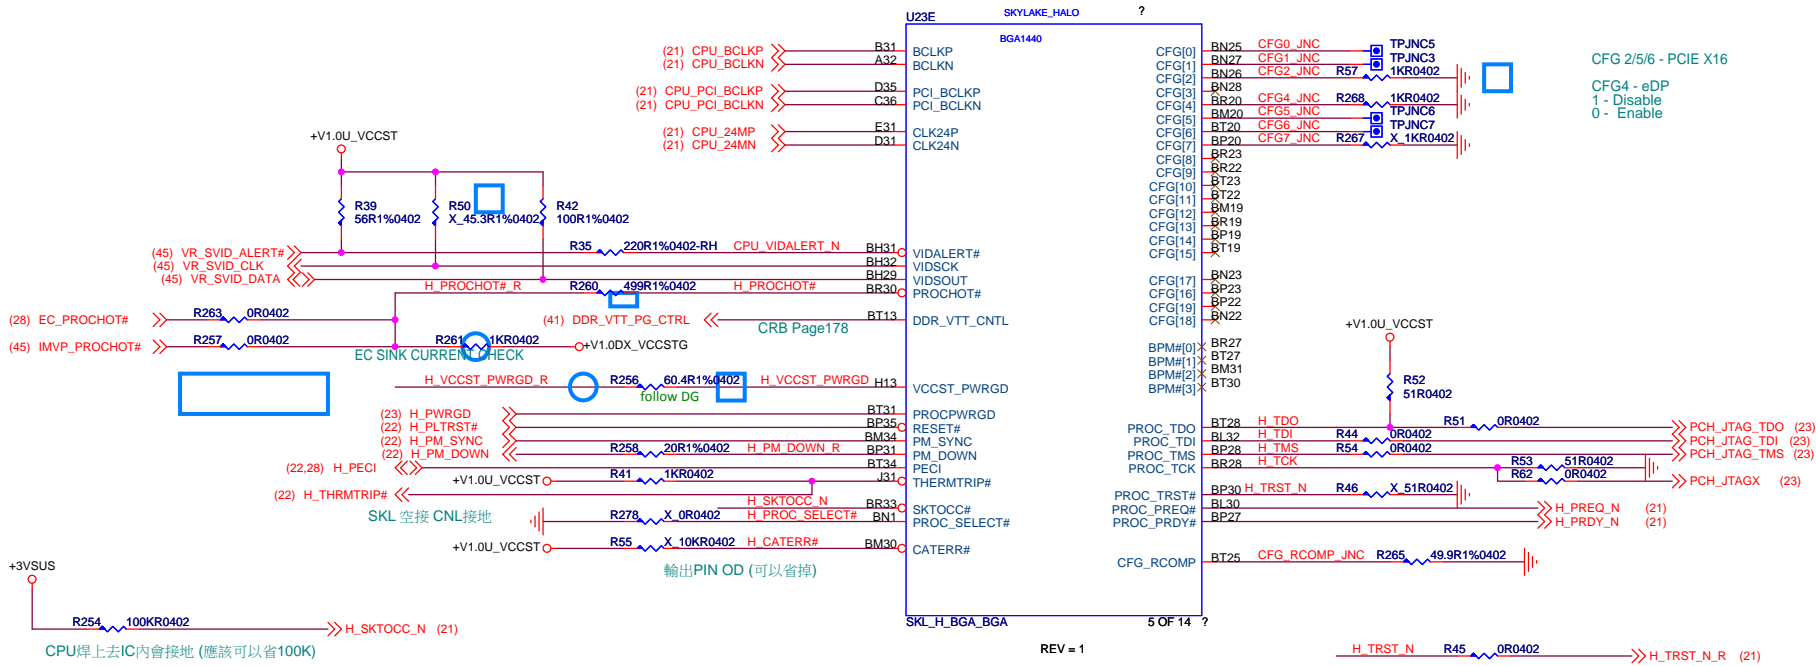 U23E
SKYLAKE_HALO
?
BGA1440
(21) CPU_BCLKP
B31
BCLKP
(21) CPU_BCLKN
A32
BCLKN
(21) CPU_PCI_BCLKP
D35
PCI_BCLKP
(21) CPU_PCI_BCLKN
C36
PCI_BCLKN
(21) CPU_24MP
E31
CLK24P
(21) CPU_24MN
D31
CLK24N
+V1.0U_VCCST
R39
56R1%0402
R50
X_45.3R1%0402
R42
100R1%0402
(45) VR_SVID_ALERT#
R35
220R1%0402-RH
CPU_VIDALERT_N
BH31
VIDALERT#
(45) VR_SVID_CLK
BH32
VIDSCK
(45) VR_SVID_DATA
BH29
VIDSOUT
H_PROCHOT#_R
R260
499R1%0402
H_PROCHOT#
BR30
PROCHOT#
(28) EC_PROCHOT#
R263
0R0402
(41) DDR_VTT_PG_CTRL
BT13
DDR_VTT_CNTL
CRB Page178
(45) IMVP_PROCHOT#
R257
0R0402
R261
1KR0402
+V1.0DX_VCCSTG
EC SINK CURRENT CHECK
H_VCCST_PWRGD_R
R256
60.4R1%0402
H_VCCST_PWRGD
H13
VCCST_PWRGD
follow DG
(23) H_PWRGD
BT31
PROCPWRGD
(22) H_PLTRST#
BP35
RESET#
(22) H_PM_SYNC
BM34
PM_SYNC
(22) H_PM_DOWN
R258
20R1%0402
H_PM_DOWN_R
BP31
PM_DOWN
(22,28) H_PECI
BT34
PECI
+V1.0U_VCCST
R41
1KR0402
J31
THERMTRIP#
(22) H_THRMTRIP#
H_SKTOCC_N
BR33
SKTOCC#
SKL 空接 CNL接地
R278
X_0R0402
H_PROC_SELECT#
BN1
PROC_SELECT#
+V1.0U_VCCST
R55
X_10KR0402
H_CATERR#
BM30
CATERR#
輸出PIN OD (可以省掉)
+3VSUS
R254
100KR0402
H_SKTOCC_N (21)
CPU焊上去IC內會接地 (應該可以省100K)
CFG[0]
BN25
CFG0_JNC
TPJNC5
CFG[1]
BN27
CFG1_JNC
TPJNC3
CFG[2]
BN26
CFG2_JNC
R57
1KR0402
CFG[3]
BN28
CFG[4]
BR20
CFG4_JNC
R268
1KR0402
CFG[5]
BM20
CFG5_JNC
TPJNC6
CFG[6]
BT20
CFG6_JNC
TPJNC7
CFG[7]
BP20
CFG7_JNC
R267
X_1KR0402
CFG[8]
BR23
CFG[9]
BR22
CFG[10]
BT23
CFG[11]
BT22
CFG[12]
BM19
CFG[13]
BR19
CFG[14]
BP19
CFG[15]
BT19
CFG[17]
BN23
CFG[16]
BP23
CFG[19]
BP22
CFG[18]
BN22
BPM#[0]
BR27
BPM#[1]
BT27
BPM#[2]
BM31
BPM#[3]
BT30
CFG 2/5/6 - PCIE X16
CFG4 - eDP
1 - Disable
0 - Enable
+V1.0U_VCCST
R52
51R0402
PROC_TDO
BT28
H_TDO
R51
0R0402
PCH_JTAG_TDO (23)
PROC_TDI
BL32
H_TDI
R44
0R0402
PCH_JTAG_TDI (23)
PROC_TMS
BP28
H_TMS
R54
0R0402
PCH_JTAG_TMS (23)
PROC_TCK
BR28
H_TCK
R53
51R0402
R62
0R0402
PCH_JTAGX (23)
PROC_TRST#
BP30
H_TRST_N
R46
X_51R0402
PROC_PREQ#
BL30
H_PREQ_N (21)
PROC_PRDY#
BP27
H_PRDY_N (21)
CFG_RCOMP
BT25
CFG_RCOMP_JNC
R265
49.9R1%0402
SKL_H_BGA_BGA
5 OF 14
?
REV = 1
H_TRST_N
R45
0R0402
H_TRST_N_R (21)